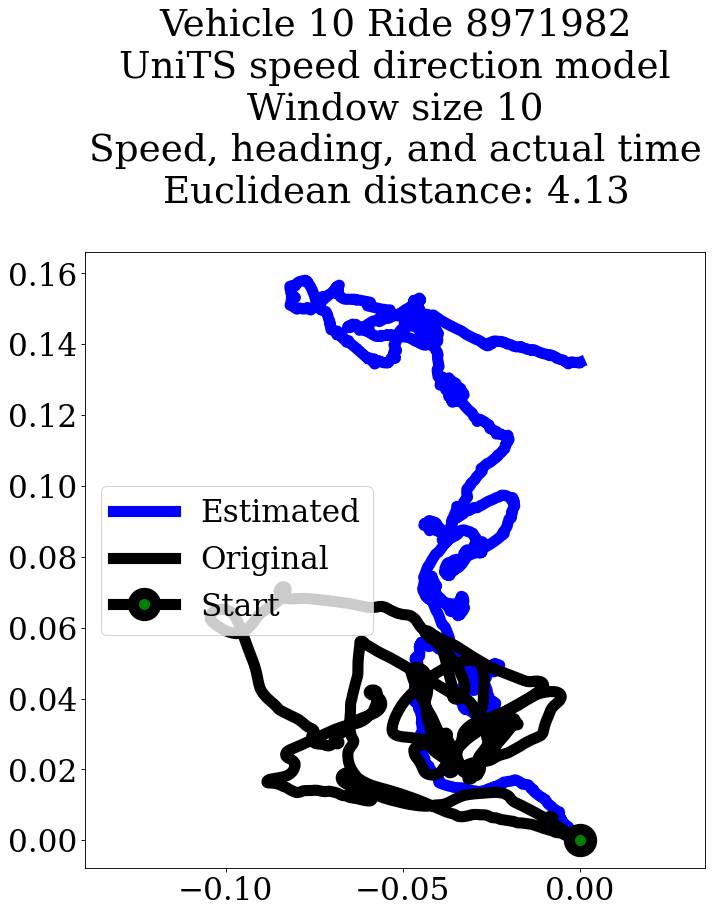 Vehicle 10 Ride 8971982
UniTS speed direction model
Window size 10
Speed, heading, and actual time
Euclidean distance: 4.13
0.16
0.14
0.12
0.10
0.08
0.06
0.04
0.02
0.00
Estimated
Original
Start
−0.10
−0.05
0.00